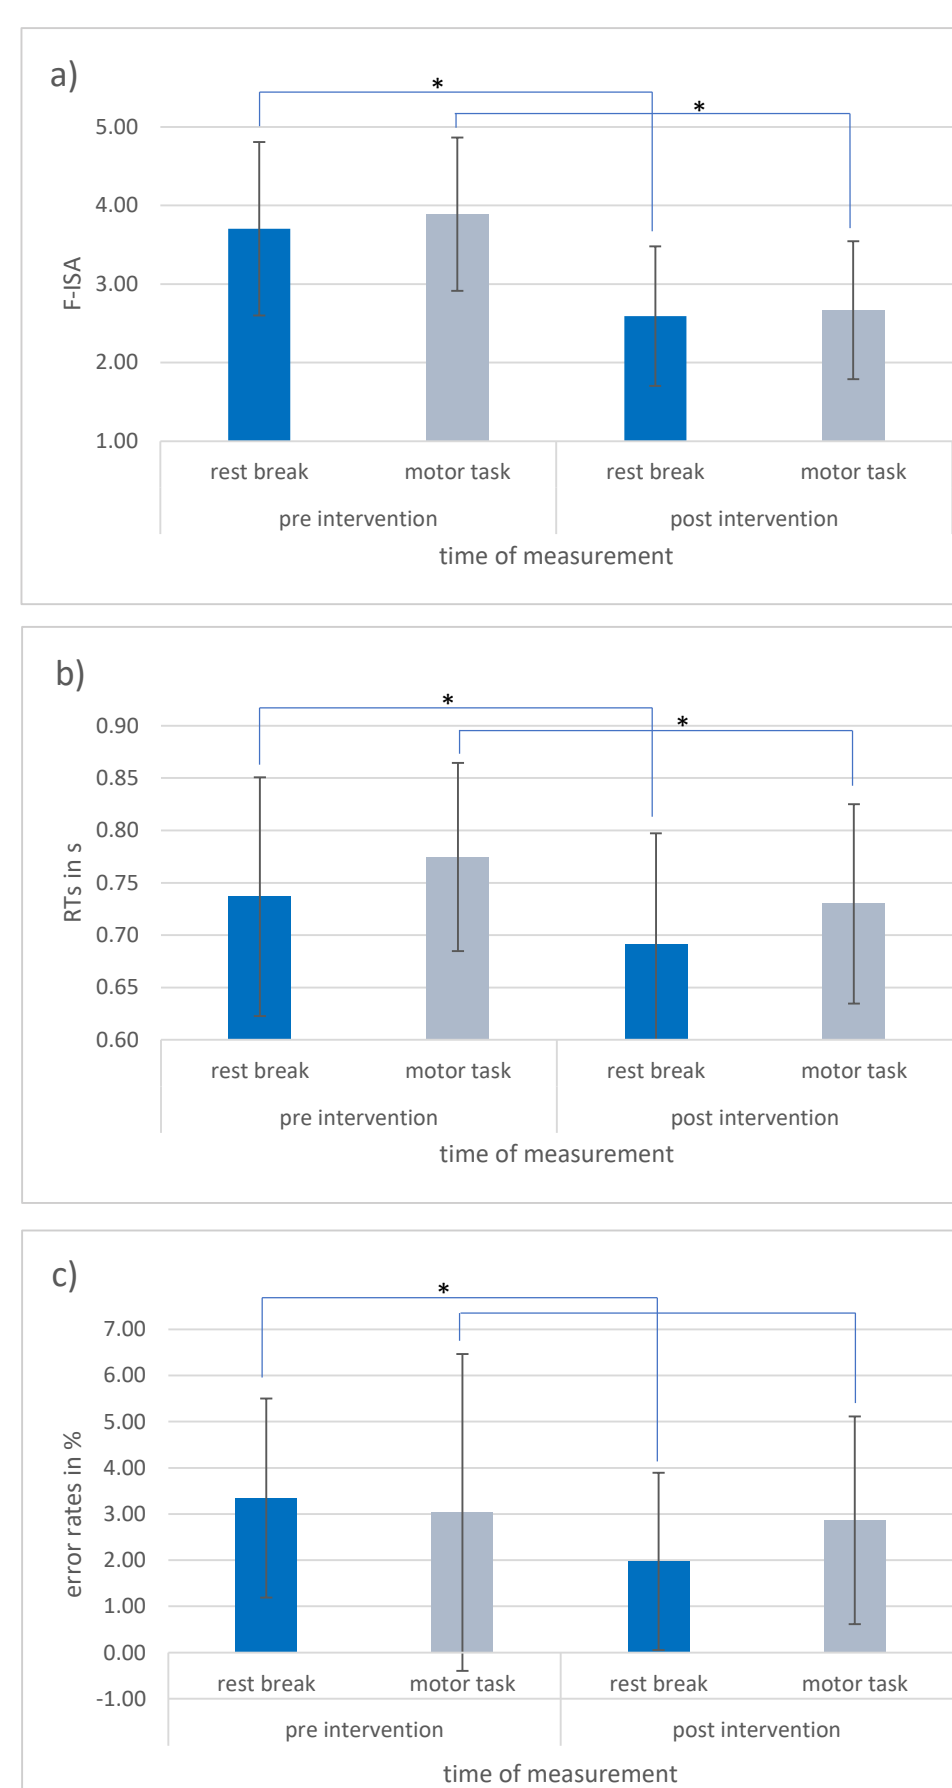 a)
*
*
5.00
4.00
3.00
2.00
1.00
F-ISA
rest break motor task rest break motor task
pre intervention post intervention
time of measurement
b)
*
*
0.90
0.85
0.80
0.75
0.70
0.65
0.60
RTs in s
rest break motor task rest break motor task
pre intervention post intervention
time of measurement
c)
*
7.00
6.00
5.00
4.00
3.00
2.00
1.00
0.00
-1.00
error rates in %
rest break motor task rest break motor task
pre intervention post intervention
time of measurement